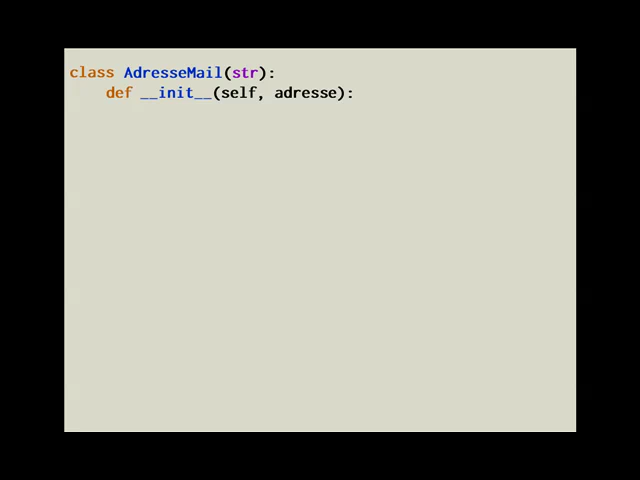 class AdresseMail(str):
    def __init__(self, adresse):